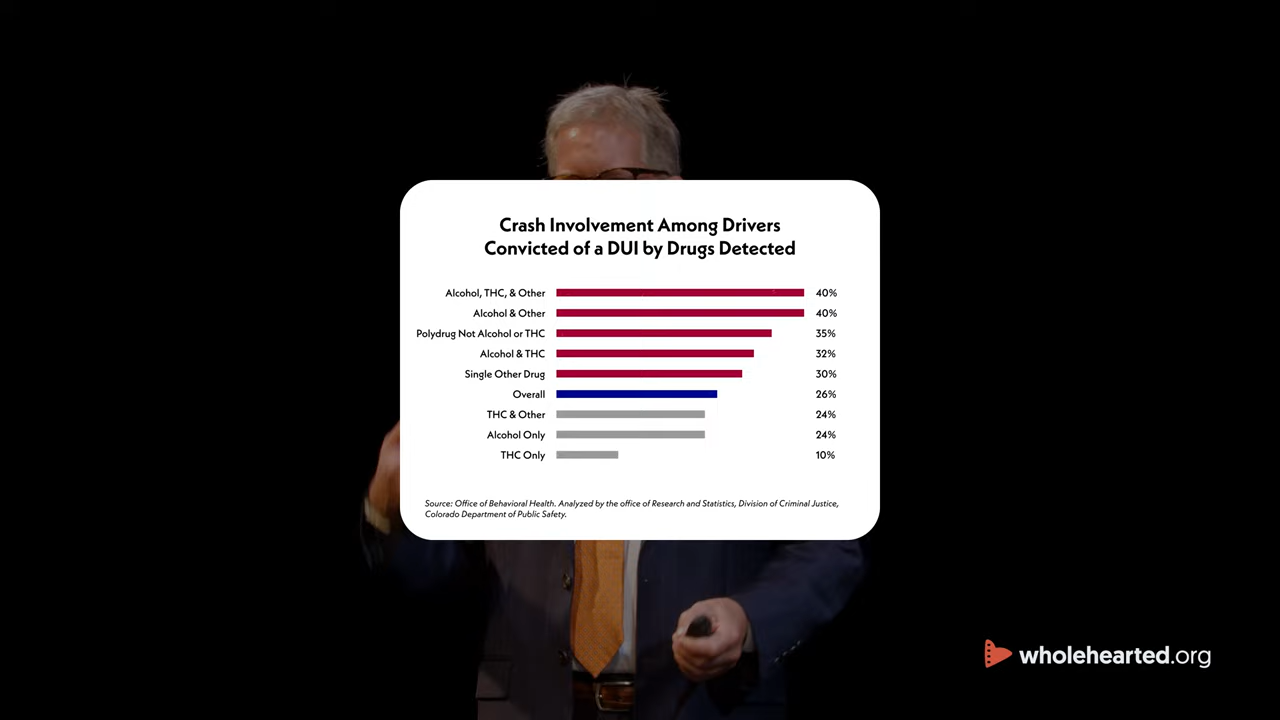 Crash Involvement Among Drivers
Convicted of a DUI by Drugs Detected
Alcohol, THC, & Other 40%
Alcohol & Other 40%
Polydrug Not Alcohol or THC 35%
Alcohol & THC 32%
Single Other Drug 30%
Overall 26%
THC & Other 24%
Alcohol Only 24%
THC Only 10%
Source: Office of Behavioral Health. Analyzed by the office of Research and Statistics, Division of Criminal Justice,
Colorado Department of Public Safety.
wholehearted.org